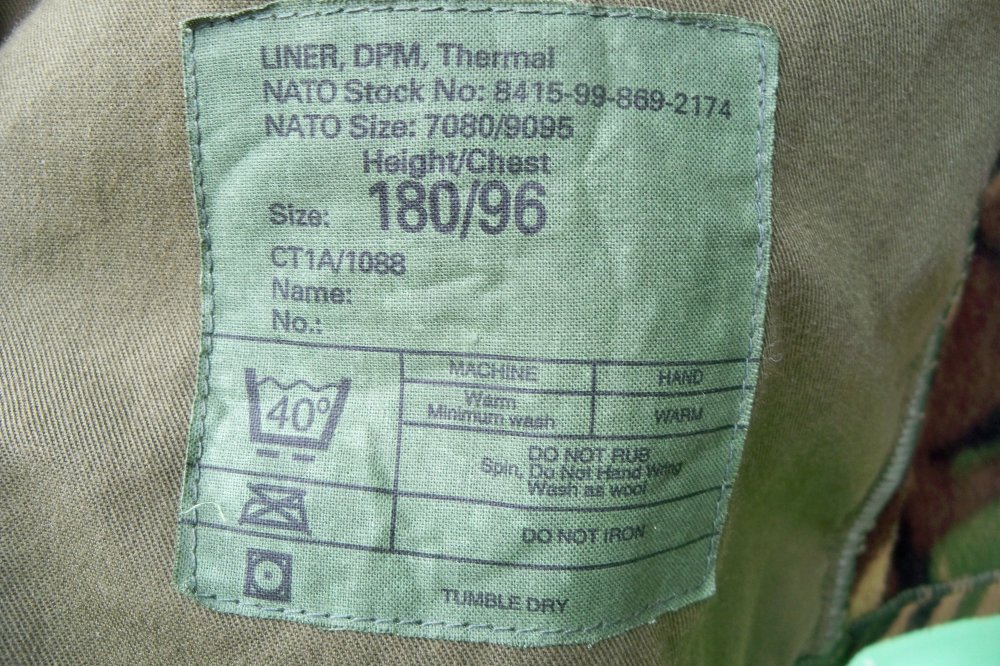 LINER, DPM, Thermal
NATO Stock No: 8415-99-869-2174
NATO Size: 7080/9095
Height/Chest
Size: 180/96
CT1A/1088
Name:
No.:
40°
MACHINE HAND
Warm
Minimum wash WARM
DO NOT RUB
Spin, Do Not Hand Wring
Wash as wool
DO NOT IRON
TUMBLE DRY